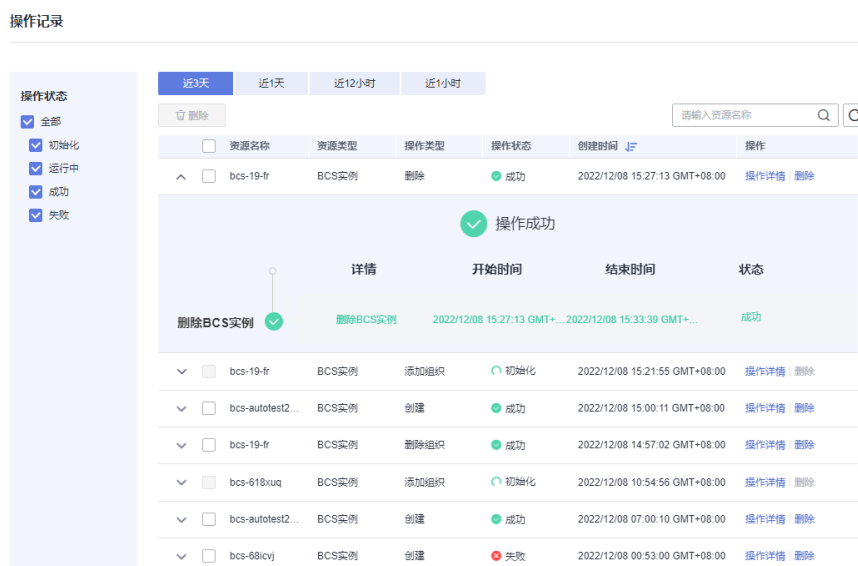 操作记录
操作状态
全部
初始化
运行中
成功
失败
近3天 近1天 近12小时 近1小时
删除 请输入资源名称
资源名称 资源类型 操作类型 操作状态 创建时间 操作
bcs-19-fr BCS实例 删除 成功 2022/12/08 15:27:13 GMT+08:00 操作详情 删除
操作成功
详情 开始时间 结束时间 状态
删除BCS实例 删除BCS实例 2022/12/08 15:27:13 GMT+... 2022/12/08 15:33:39 GMT+... 成功
bcs-19-fr BCS实例 添加组织 初始化 2022/12/08 15:21:55 GMT+08:00 操作详情 删除
bcs-autotest2... BCS实例 创建 成功 2022/12/08 15:00:11 GMT+08:00 操作详情 删除
bcs-19-fr BCS实例 删除组织 成功 2022/12/08 14:57:02 GMT+08:00 操作详情 删除
bcs-618xuq BCS实例 添加组织 初始化 2022/12/08 10:54:56 GMT+08:00 操作详情 删除
bcs-autotest2... BCS实例 创建 成功 2022/12/08 07:00:10 GMT+08:00 操作详情 删除
bcs-68icvj BCS实例 创建 失败 2022/12/08 00:53:00 GMT+08:00 操作详情 删除